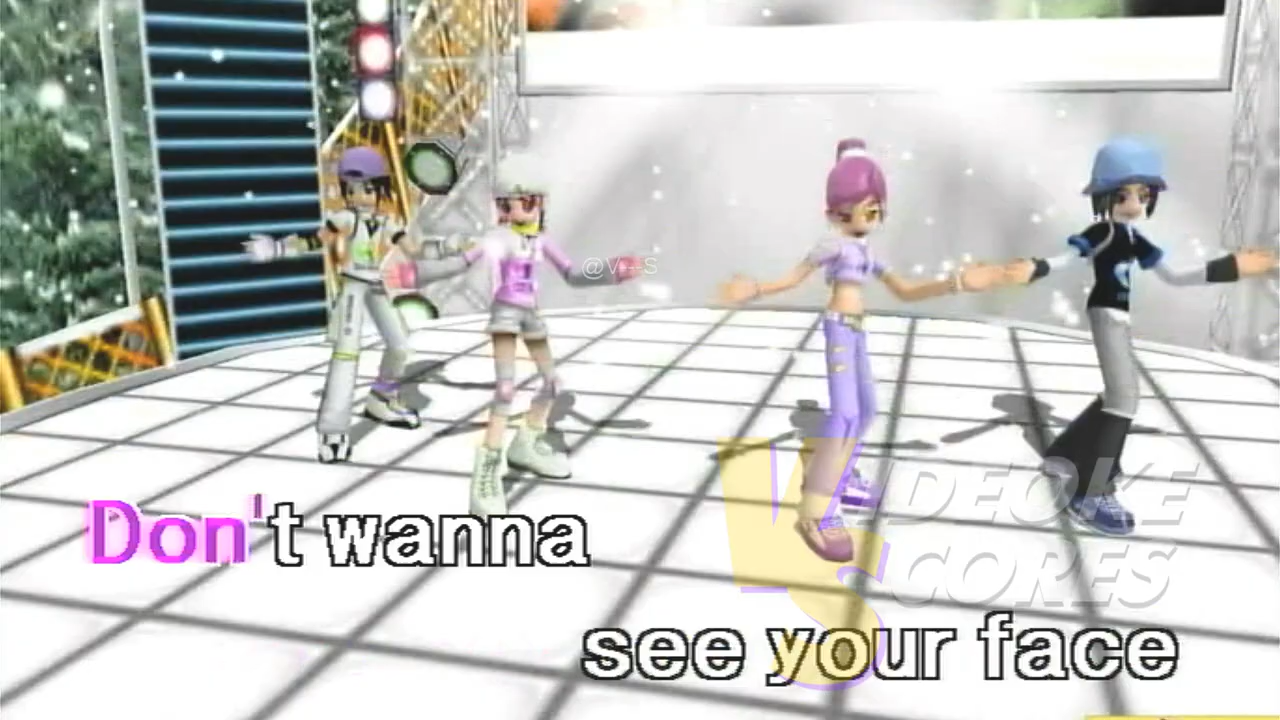 @V---S
VIDEOKE
SCORES
Don't wanna
see your face